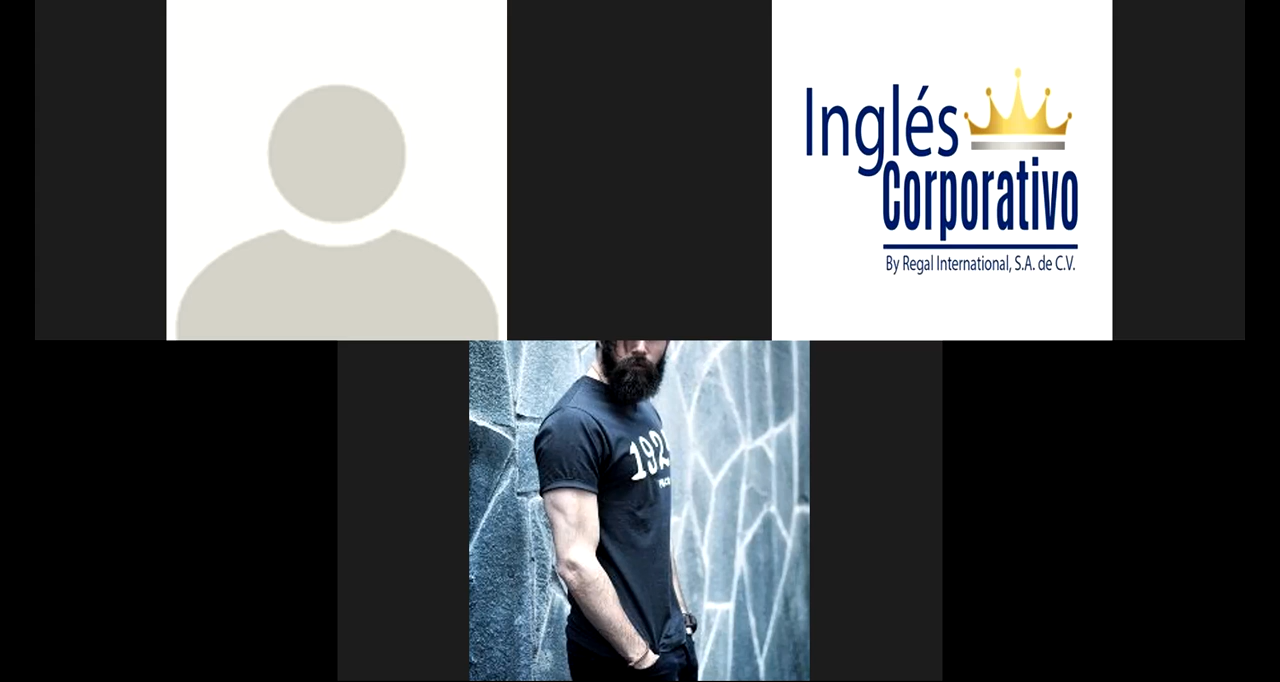 Inglés
Corporativo
By Regal International, S.A. de C.V.
192